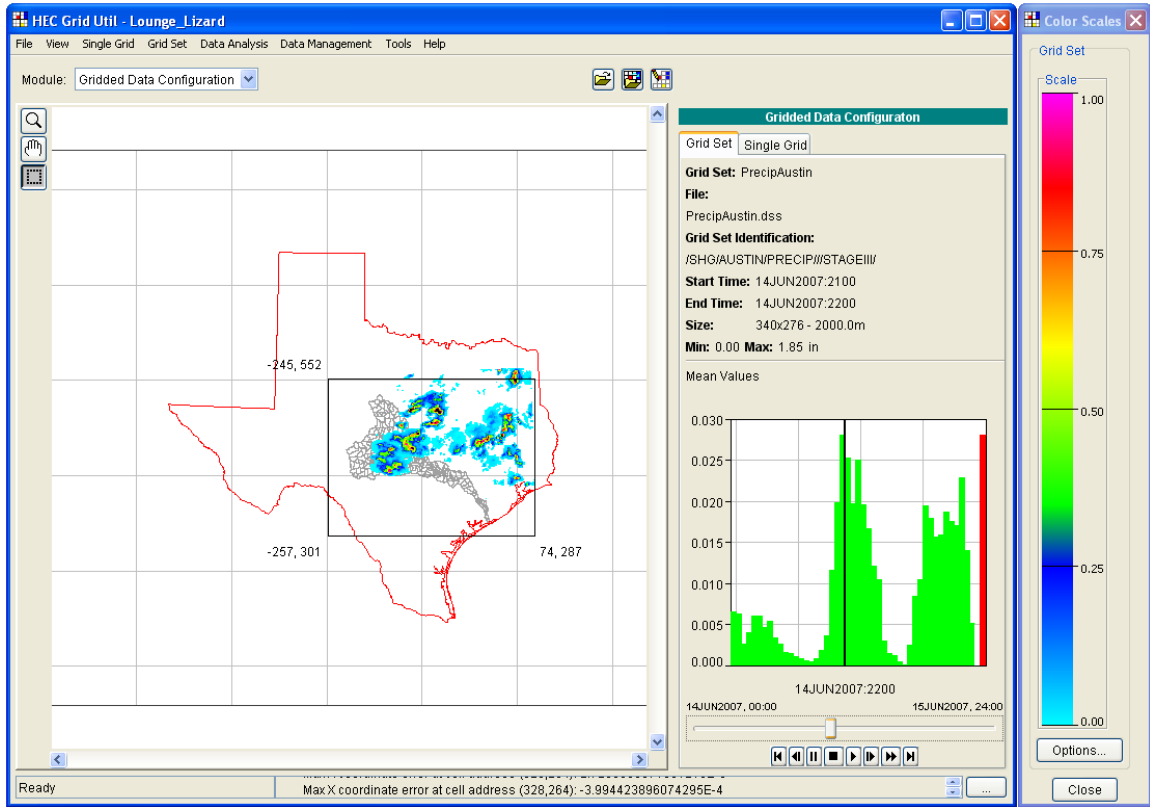 HEC Grid Util - Lounge_Lizard
File View Single Grid Grid Set Data Analysis Data Management Tools Help
Module: Gridded Data Configuration
-245, 552
-257, 301
74, 287
Gridded Data Configuraton
Grid Set Single Grid
Grid Set: PrecipAustin
File:
PrecipAustin.dss
Grid Set Identification:
/SHG/AUSTIN/PRECIP///STAGEIII/
Start Time: 14JUN2007:2100
End Time: 14JUN2007:2200
Size: 340x276 - 2000.0m
Min: 0.00 Max: 1.85 in
Mean Values
0.030
0.025
0.020
0.015
0.010
0.005
0.000
14JUN2007:2200
14JUN2007, 00:00 15JUN2007, 24:00
Ready
Max X coordinate error at cell address (328,264): -3.994423896074295E-4
...
Color Scales
Grid Set
Scale
1.00
0.75
0.50
0.25
0.00
Options...
Close